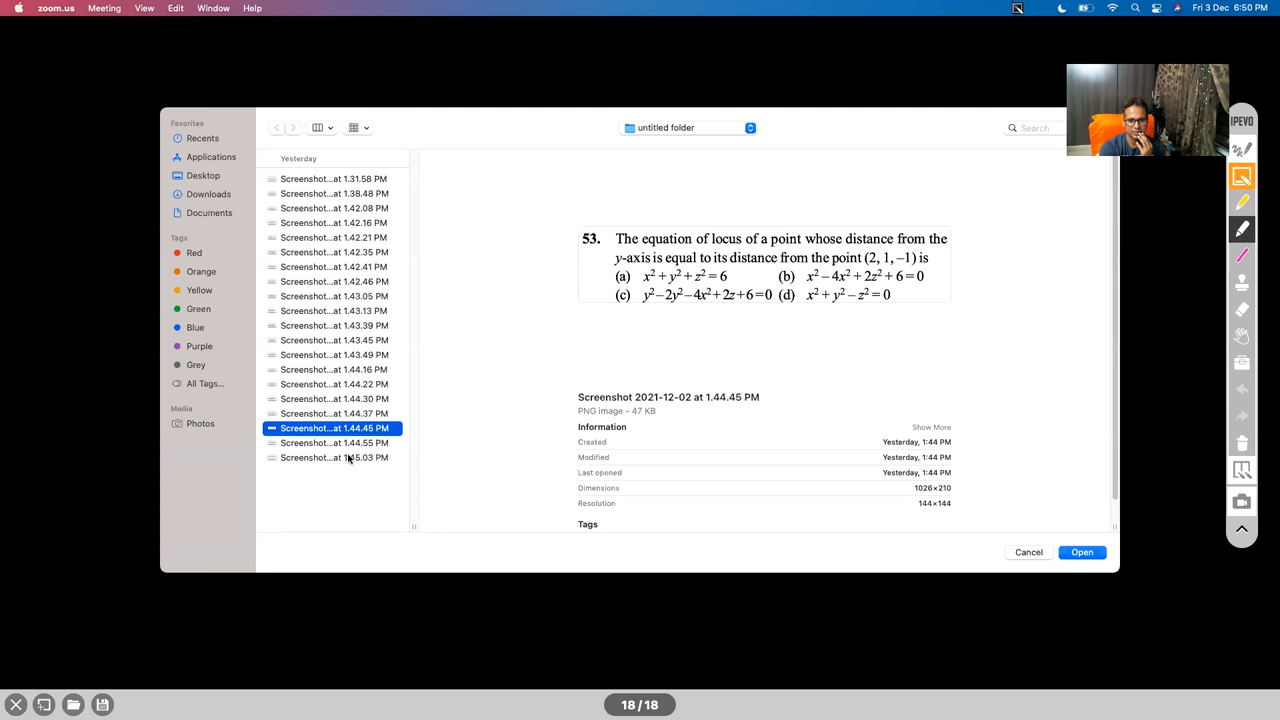 zoom.us Meeting View Edit Window Help
Fri 3 Dec 6:50 PM
Favorites
Recents
Applications
Desktop
Downloads
Documents
Tags
Red
Orange
Yellow
Green
Blue
Purple
Grey
All Tags...
Media
Photos
untitled folder
Search
Yesterday
Screenshot...at 1.31.58 PM
Screenshot...at 1.38.48 PM
Screenshot...at 1.42.08 PM
Screenshot...at 1.42.16 PM
Screenshot...at 1.42.21 PM
Screenshot...at 1.42.35 PM
Screenshot...at 1.42.41 PM
Screenshot...at 1.42.46 PM
Screenshot...at 1.43.05 PM
Screenshot...at 1.43.13 PM
Screenshot...at 1.43.39 PM
Screenshot...at 1.43.45 PM
Screenshot...at 1.43.49 PM
Screenshot...at 1.44.16 PM
Screenshot...at 1.44.22 PM
Screenshot...at 1.44.30 PM
Screenshot...at 1.44.37 PM
Screenshot...at 1.44.45 PM
Screenshot...at 1.44.55 PM
Screenshot...at 1.45.03 PM
53. The equation of locus of a point whose distance from the
y-axis is equal to its distance from the point (2, 1, –1) is
(a) x² + y² + z² = 6 (b) x² – 4x² + 2z² + 6 = 0
(c) y² – 2y² – 4x² + 2z + 6 = 0 (d) x² + y² – z² = 0
Screenshot 2021-12-02 at 1.44.45 PM
PNG image - 47 KB
Information Show More
Created Yesterday, 1:44 PM
Modified Yesterday, 1:44 PM
Last opened Yesterday, 1:44 PM
Dimensions 1026×210
Resolution 144×144
Tags
Cancel Open
IPEVO
18 / 18